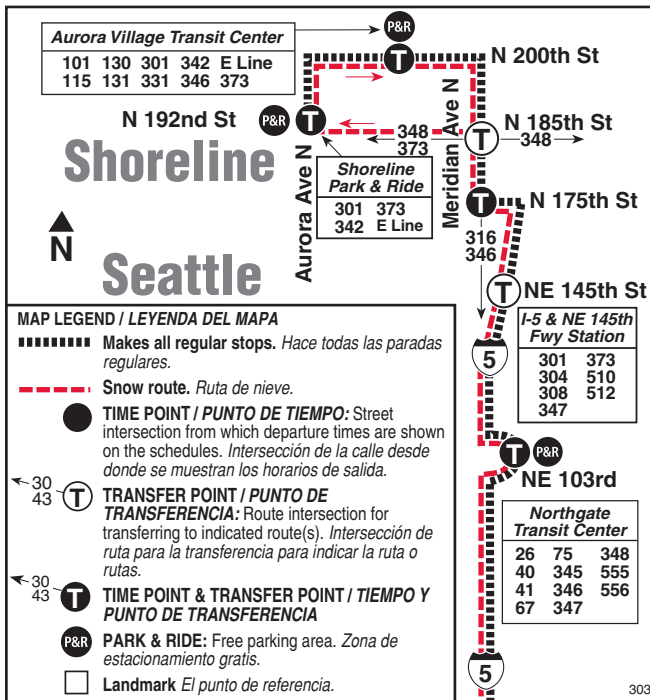 Aurora Village Transit Center
101 130 301 342 E Line
115 131 331 346 373
P&R
T
N 200th St
N 192nd St
P&R
T
348
373
T
N 185th St
348
Shoreline
Aurora Ave N
Meridian Ave N
Shoreline
Park & Ride
301 373
342 E Line
T
N 175th St
316
346
N
Seattle
T
NE 145th St
I-5 & NE 145th
Fwy Station
301 373
304 510
308 512
347
5
T
P&R
NE 103rd
Northgate
Transit Center
26 75 348
40 345 555
41 346 556
67 347
5
303
MAP LEGEND / LEYENDA DEL MAPA
Makes all regular stops. Hace todas las paradas
regulares.
Snow route. Ruta de nieve.
TIME POINT / PUNTO DE TIEMPO: Street
intersection from which departure times are shown
on the schedules. Intersección de la calle desde
donde se muestran los horarios de salida.
30
43
T
TRANSFER POINT / PUNTO DE
TRANSFERENCIA: Route intersection for
transferring to indicated route(s). Intersección de
ruta para la transferencia para indicar la ruta o
rutas.
30
43
T
TIME POINT & TRANSFER POINT / TIEMPO Y
PUNTO DE TRANSFERENCIA
P&R
PARK & RIDE: Free parking area. Zona de
estacionamiento gratis.
Landmark El punto de referencia.